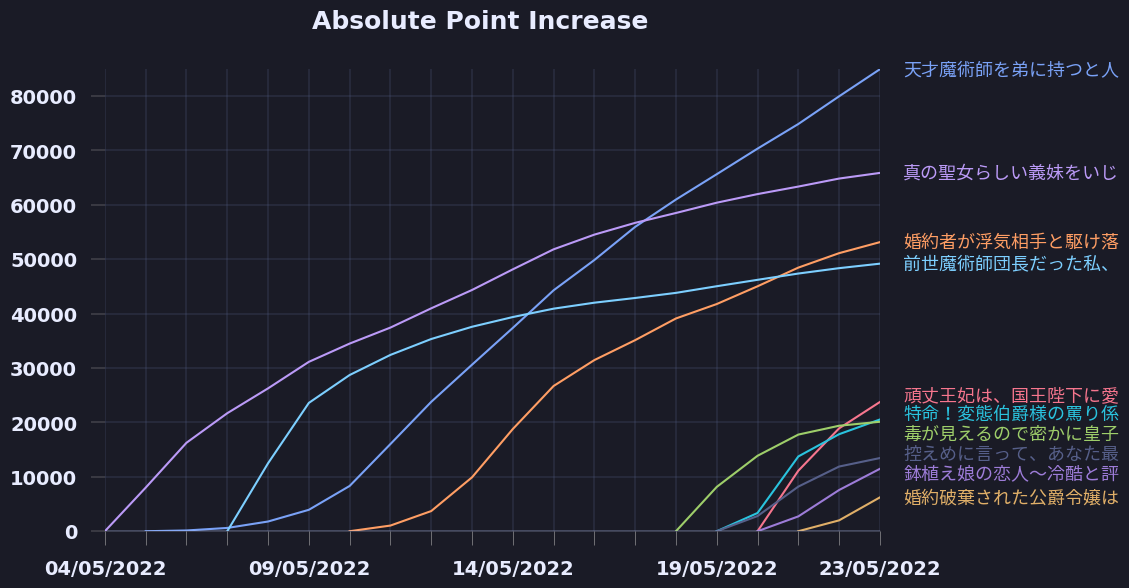 Absolute Point Increase
天才魔術師を弟に持つと人
80000
70000
真の聖女らしい義妹をいじ
60000
婚約者が浮気相手と駆け落
前世魔術師団長だった私、
50000
40000
30000
頑丈王妃は、国王陛下に愛
特命！変態伯爵様の罵り係
20000
毒が見えるので密かに皇子
控えめに言って、あなた最
10000
鉢植え娘の恋人～冷酷と評
婚約破棄された公爵令嬢は
0
04/05/2022 09/05/2022 14/05/2022 19/05/2022 23/05/2022